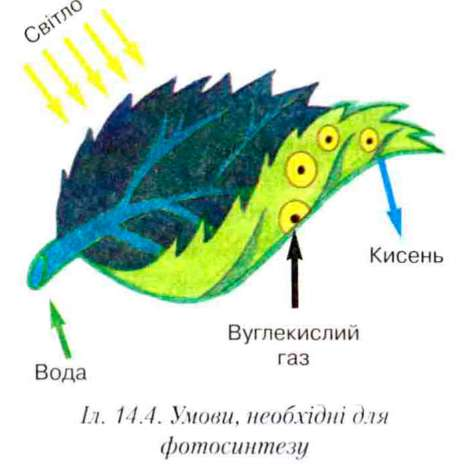 Світло
Кисень
Вуглекислий
газ
Вода
Іл. 14.4. Умови, необхідні для
фотосинтезу